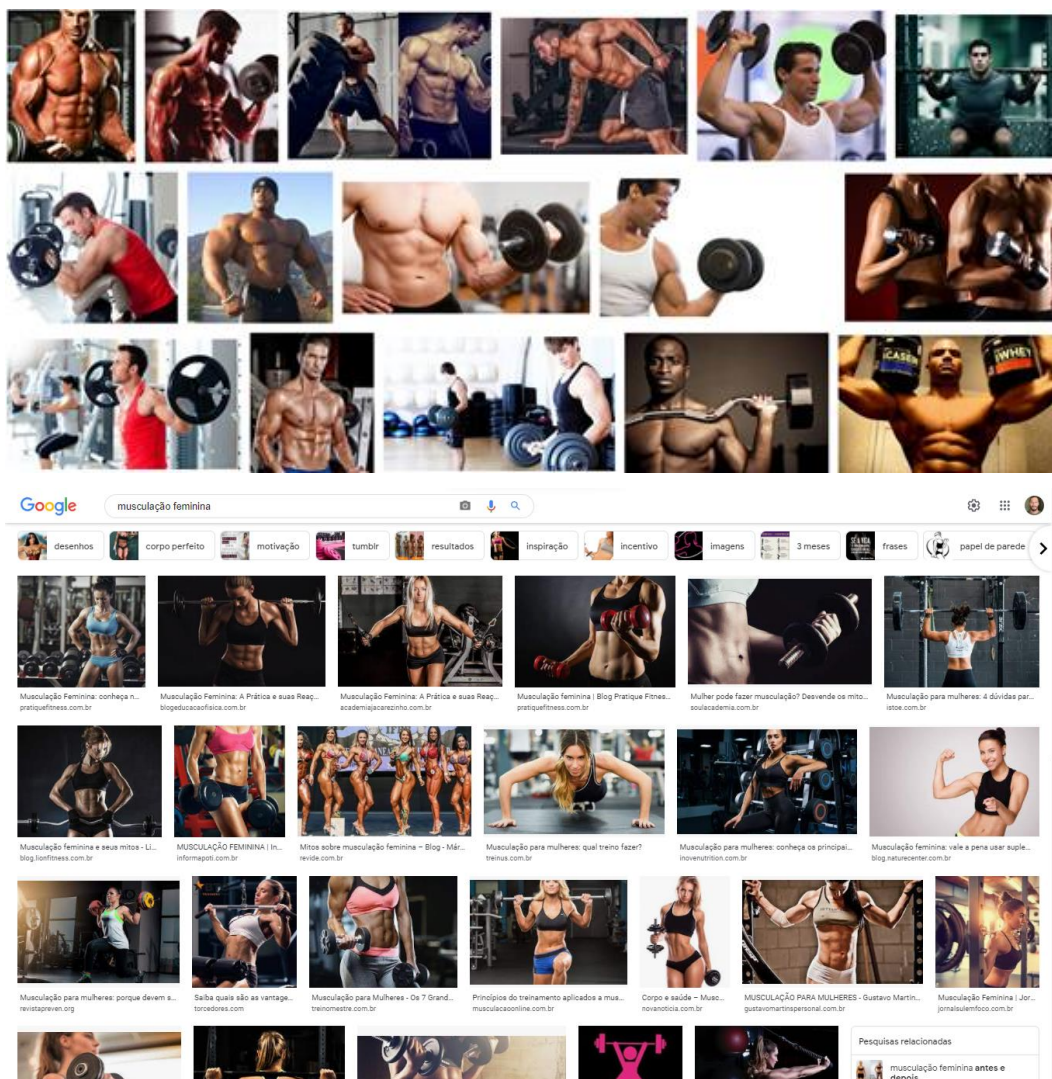 CASEIN
WHEY
Google
musculação feminina
desenhos
corpo perfeito
motivação
tumblr
resultados
inspiração
incentivo
imagens
3 meses
frases
papel de parede
Musculação Feminina: conheça n...
pratiquefitness.com.br
Musculação Feminina: A Prática e suas Reaç...
blogeducacaofisica.com.br
Musculação Feminina: A Prática e suas Reaç...
academiajacarezinho.com.br
Musculação feminina | Blog Pratique Fitnes...
pratiquefitness.com.br
Mulher pode fazer musculação? Desvende os mito...
soulacademia.com.br
Musculação para mulheres: 4 dúvidas par...
istoe.com.br
Musculação feminina e seus mitos - Li...
blog.lionfitness.com.br
MUSCULAÇÃO FEMININA | In...
informapoti.com.br
Mitos sobre musculação feminina – Blog - Már...
revide.com.br
Musculação para mulheres: qual treino fazer?
treinus.com.br
Musculação para mulheres: conheça os principai...
inovenutrition.com.br
Musculação feminina: vale a pena usar suple...
blog.naturecenter.com.br
Musculação para mulheres: porque devem s...
revistapreven.org
Saiba quais são as vantage...
torcedores.com
Musculação para Mulheres - Os 7 Grand...
treinomestre.com.br
Princípios do treinamento aplicados a mus...
musculacaoonline.com.br
Corpo e saúde – Musc...
novanoticia.com.br
MUSCULAÇÃO PARA MULHERES - Gustavo Martin...
gustavomartinspersonal.com.br
Musculação Feminina | Jor...
jornalsulemfoco.com.br
Pesquisas relacionadas
musculação feminina antes e
depois